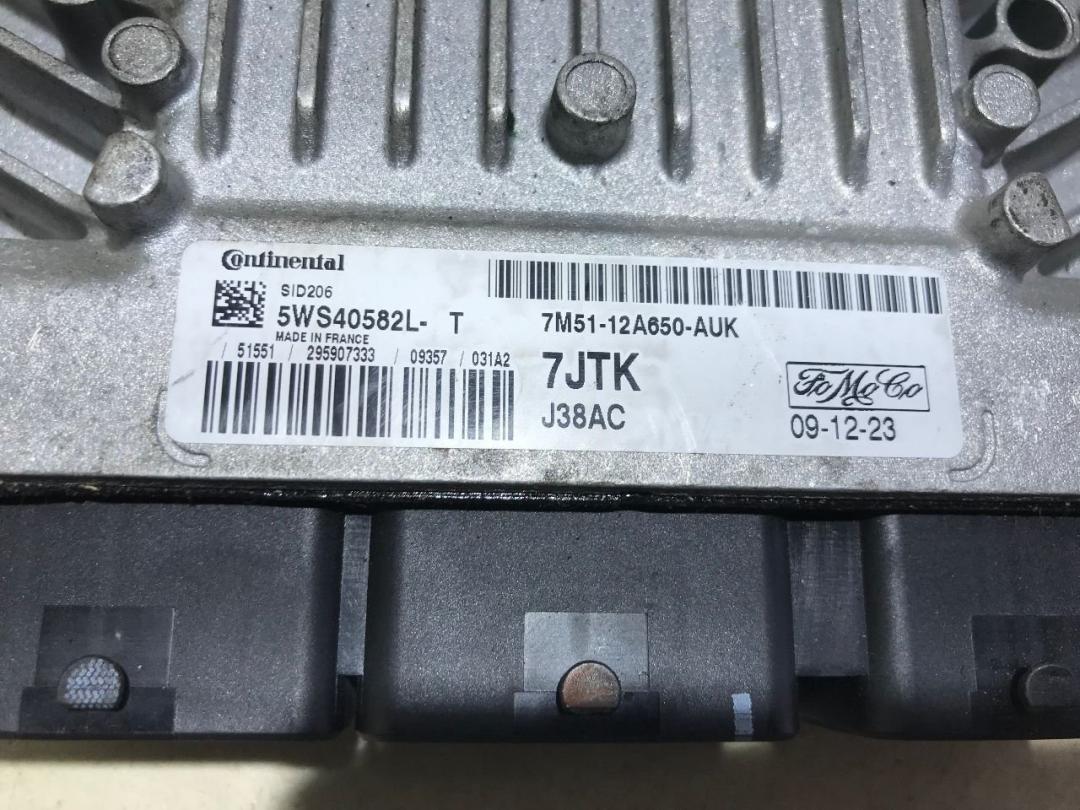 Continental
SID206
5WS40582L- T
MADE IN FRANCE
/ 51551 / 295907333 / 09357 / 031A2
7M51-12A650-AUK
7JTK
J38AC
FoMoCo
09-12-23